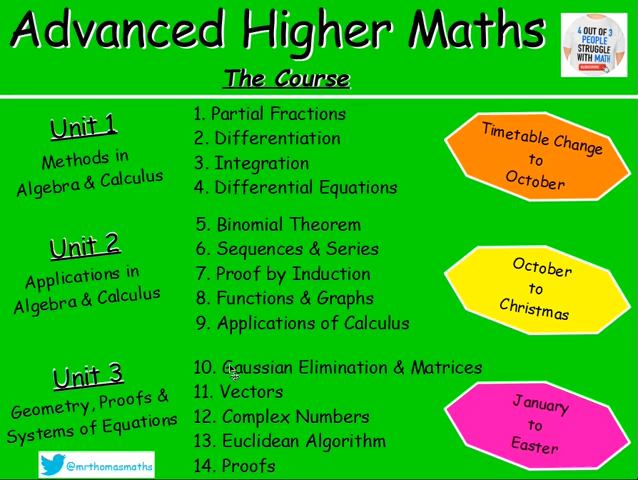 Advanced Higher Maths
4 OUT OF 3
PEOPLE
STRUGGLE
WITH MATH
The Course
Unit 1
Methods in
Algebra & Calculus
1. Partial Fractions
2. Differentiation
3. Integration
4. Differential Equations
Timetable Change
to
October
Unit 2
Applications in
Algebra & Calculus
5. Binomial Theorem
6. Sequences & Series
7. Proof by Induction
8. Functions & Graphs
9. Applications of Calculus
October
to
Christmas
Unit 3
Geometry, Proofs &
Systems of Equations
10. Gaussian Elimination & Matrices
11. Vectors
12. Complex Numbers
13. Euclidean Algorithm
14. Proofs
January
to
Easter
@mrthomasmaths